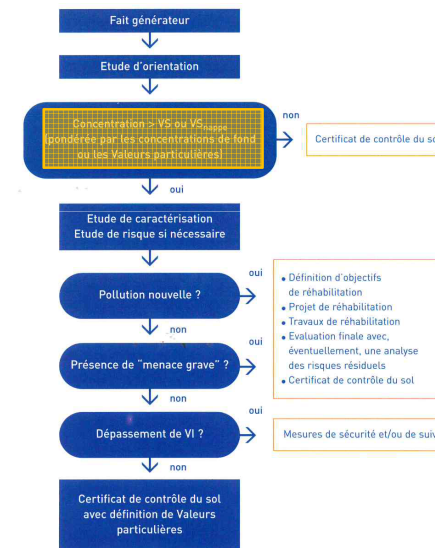 Fait générateur
Etude d'orientation
Concentration > VS ou VSnappe
(pondérée par les concentrations de fond
ou les Valeurs particulières)
non
Certificat de contrôle du
oui
Etude de caractérisation
Etude de risque si nécessaire
oui
Pollution nouvelle ?
• Définition d'objectifs
de réhabilitation
• Projet de réhabilitation
• Travaux de réhabilitation
• Evaluation finale avec,
éventuellement, une analyse
des risques résiduels
• Certificat de contrôle du sol
non
oui
Présence de "menace grave" ?
non
oui
Dépassement de VI ?
Mesures de sécurité et/ou de
non
Certificat de contrôle du sol
avec définition de Valeurs
particulières